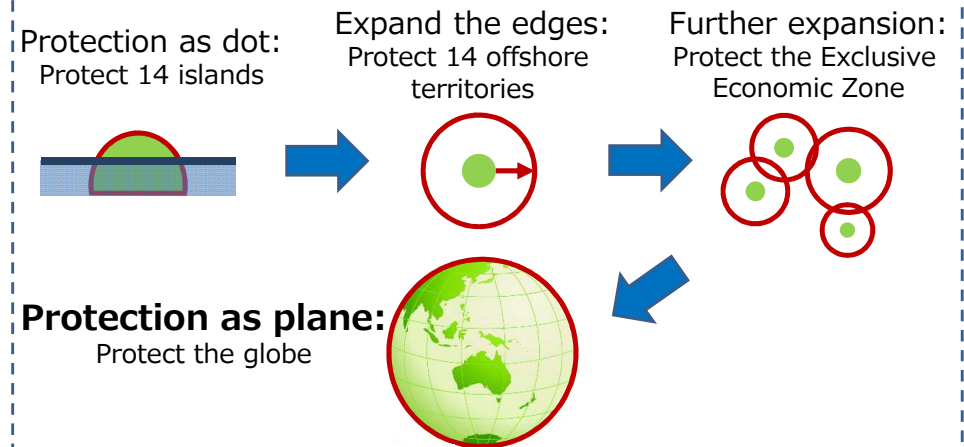 Protection as dot:
Protect 14 islands
Expand the edges:
Protect 14 offshore
territories
Further expansion:
Protect the Exclusive
Economic Zone
Protection as plane:
Protect the globe